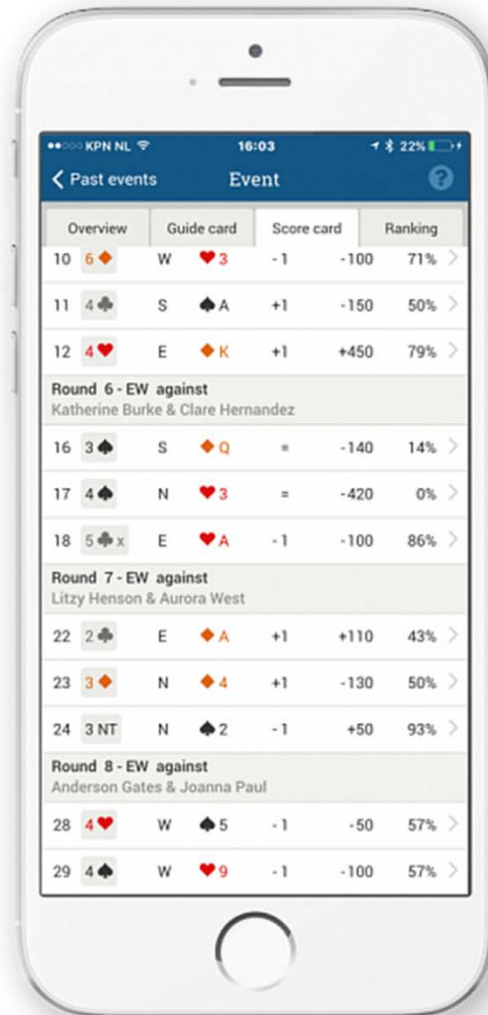 KPN NL 16:03 22%
Past events Event ?
Overview Guide card Score card Ranking
10 6♦ W ♥3 -1 -100 71%
11 4♣ S ♠A +1 -150 50%
12 4♥ E ♦K +1 +450 79%
Round 6 - EW against
Katherine Burke & Clare Hernandez
16 3♠ S ♦Q = -140 14%
17 4♠ N ♥3 = -420 0%
18 5♣x E ♥A -1 -100 86%
Round 7 - EW against
Litzy Henson & Aurora West
22 2♣ E ♦A +1 +110 43%
23 3♦ N ♦4 +1 -130 50%
24 3 NT N ♠2 -1 +50 93%
Round 8 - EW against
Anderson Gates & Joanna Paul
28 4♥ W ♠5 -1 -50 57%
29 4♠ W ♥9 -1 -100 57%